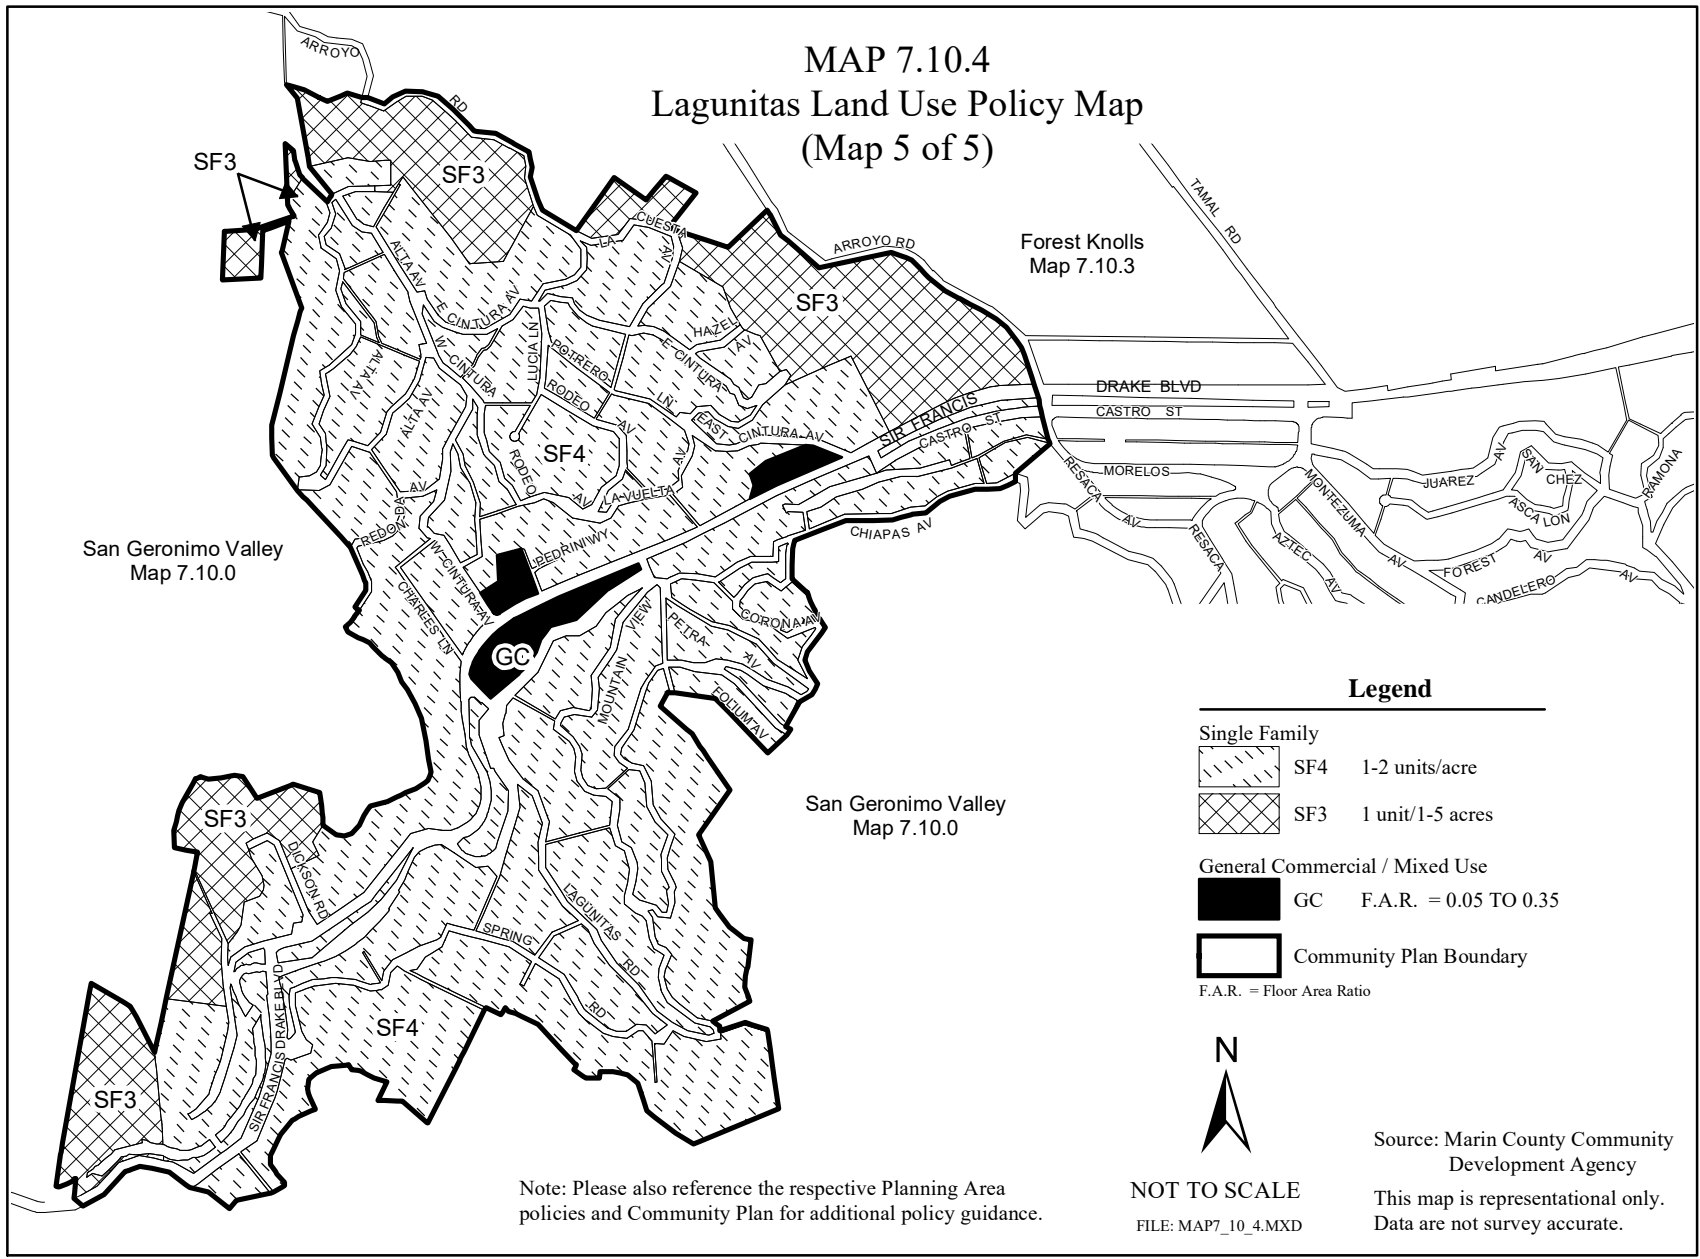 MAP 7.10.4
Lagunitas Land Use Policy Map
(Map 5 of 5)
ARROYO
RD
SF3
SF3
CUESTA
LA
AV
ARROYO RD
TAMAL RD
Forest Knolls
Map 7.10.3
ALTA AV
E CINTURA AV
SF3
HAZEL
AV
LUCIA LN
W CINTURA
POTRERO
E CINTURA
ALTA AV
RODEO
LN
DRAKE BLVD
ALTA AV
AV
EAST
CINTURA AV
SIR FRANCIS
CASTRO ST
CASTRO ST
SF4
RODEO
AV
AV
LA VUELTA
AV
RESACA
AV
MORELOS
MONTEZUMA
AV
JUAREZ
AV
SAN
CHEZ
RAMONA
ASCALON
REDONDA
AV
CHIAPAS AV
RESACA
AZTEC
AV
FOREST
AV
CANDELERO
AV
San Geronimo Valley
Map 7.10.0
W CINTURA AV
PEDRINI WY
CHARLES LN
GC
VIEW
MOUNTAIN
PETRA
AV
CORONA AV
FOLIUM AV
San Geronimo Valley
Map 7.10.0
SF3
DICKSON RD
LAGUNITAS
RD
SPRING
RD
SF4
SIR FRANCIS DRAKE BLVD
SF3
Legend
Single Family
SF4 1-2 units/acre
SF3 1 unit/1-5 acres
General Commercial / Mixed Use
GC F.A.R. = 0.05 TO 0.35
Community Plan Boundary
F.A.R. = Floor Area Ratio
N
NOT TO SCALE
FILE: MAP7_10_4.MXD
Source: Marin County Community
Development Agency
This map is representational only.
Data are not survey accurate.
Note: Please also reference the respective Planning Area
policies and Community Plan for additional policy guidance.